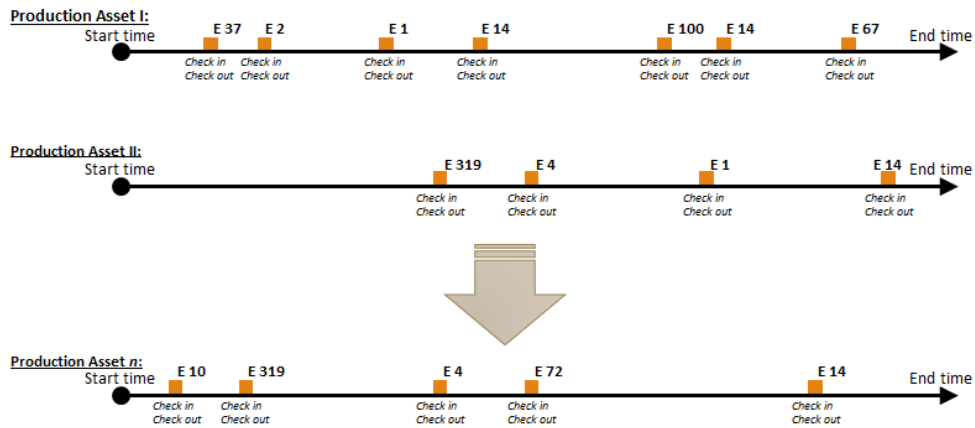 Production Asset I:
Start time E 37 E 2 E 1 E 14 E 100 E 14 E 67 End time
Check in Check in Check in Check in Check in Check in Check in
Check out Check out Check out Check out Check out Check out Check out
Production Asset II:
Start time E 319 E 4 E 1 E 14 End time
Check in Check in Check in Check in
Check out Check out Check out Check out
Production Asset n:
Start time E 10 E 319 E 4 E 72 E 14 End time
Check in Check in Check in Check in Check in
Check out Check out Check out Check out Check out